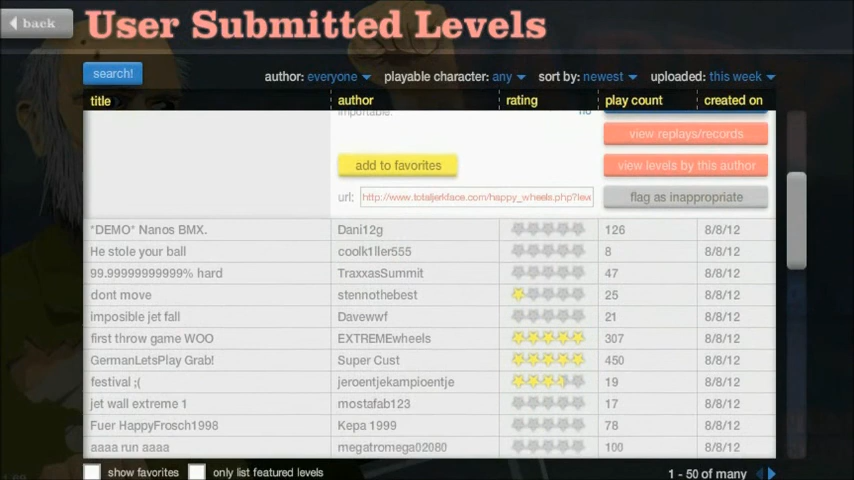 back
User Submitted Levels
search!
author: everyone playable character: any sort by: newest uploaded: this week
title author rating play count created on
importable: no
view replays/records
add to favorites view levels by this author
url: http://www.totaljerkface.com/happy_wheels.php?leve flag as inappropriate
*DEMO* Nanos BMX. Dani12g 126 8/8/12
He stole your ball coolk1ller555 8 8/8/12
99.99999999999% hard TraxxasSummit 47 8/8/12
dont move stennothebest 25 8/8/12
imposible jet fall Davewwf 21 8/8/12
first throw game WOO EXTREMEwheels 307 8/8/12
GermanLetsPlay Grab! Super Cust 450 8/8/12
festival ;( jeroentjekampioentje 19 8/8/12
jet wall extreme 1 mostafab123 17 8/8/12
Fuer HappyFrosch1998 Kepa 1999 78 8/8/12
aaaa run aaaa megatromega02080 100 8/8/12
show favorites only list featured levels 1 - 50 of many